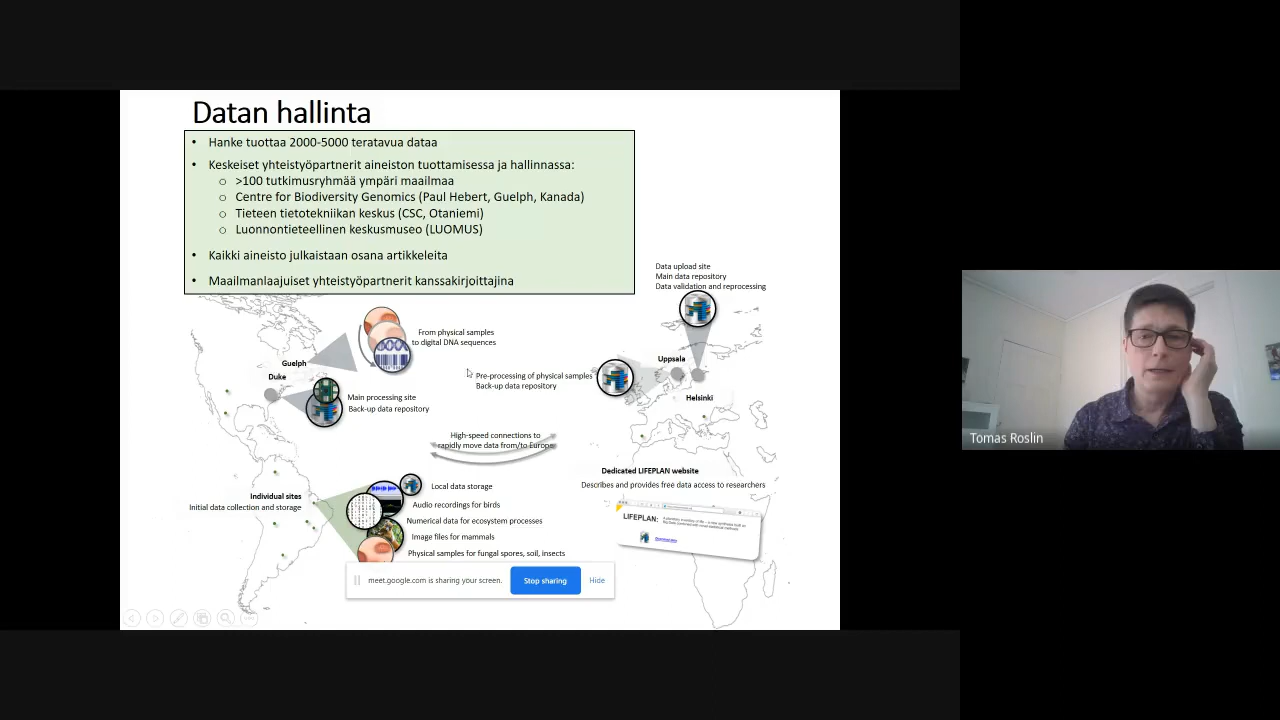 Datan hallinta
• Hanke tuottaa 2000-5000 teratavua dataa
• Keskeiset yhteistyöpartnerit aineiston tuottamisessa ja hallinnassa:
o >100 tutkimusryhmää ympäri maailmaa
o Centre for Biodiversity Genomics (Paul Hebert, Guelph, Kanada)
o Tieteen tietotekniikan keskus (CSC, Otaniemi)
o Luonnontieteellinen keskusmuseo (LUOMUS)
• Kaikki aineisto julkaistaan osana artikkeleita
• Maailmanlaajuiset yhteistyöpartnerit kanssakirjoittajina
Data upload site
Main data repository
Data validation and reprocessing
From physical samples
to digital DNA sequences
Guelph
Duke
Main processing site
Back-up data repository
Uppsala
Pre-processing of physical samples
Back-up data repository
Helsinki
High-speed connections to
rapidly move data from/to Europe
Individual sites
Initial data collection and storage
Local data storage
Audio recordings for birds
Numerical data for ecosystem processes
Image files for mammals
Physical samples for fungal spores, soil, insects
Dedicated LIFEPLAN website
Describes and provides free data access to researchers
LIFEPLAN:
meet.google.com is sharing your screen.
Stop sharing
Hide
Tomas Roslin